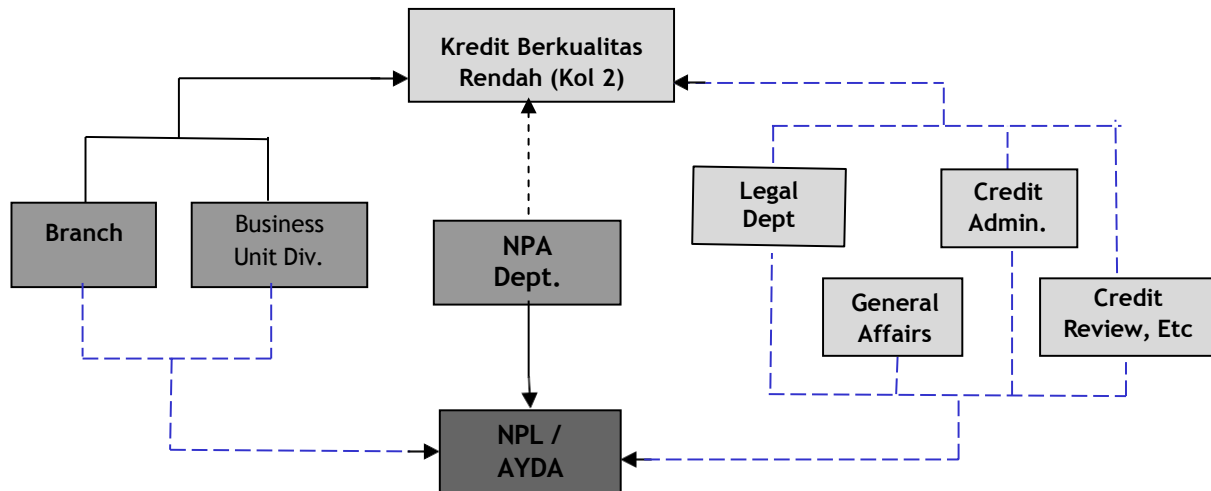 Kredit Berkualitas
Rendah (Kol 2)
Branch
Business
Unit Div.
NPA
Dept.
Legal
Dept
Credit
Admin.
General
Affairs
Credit
Review, Etc
NPL /
AYDA